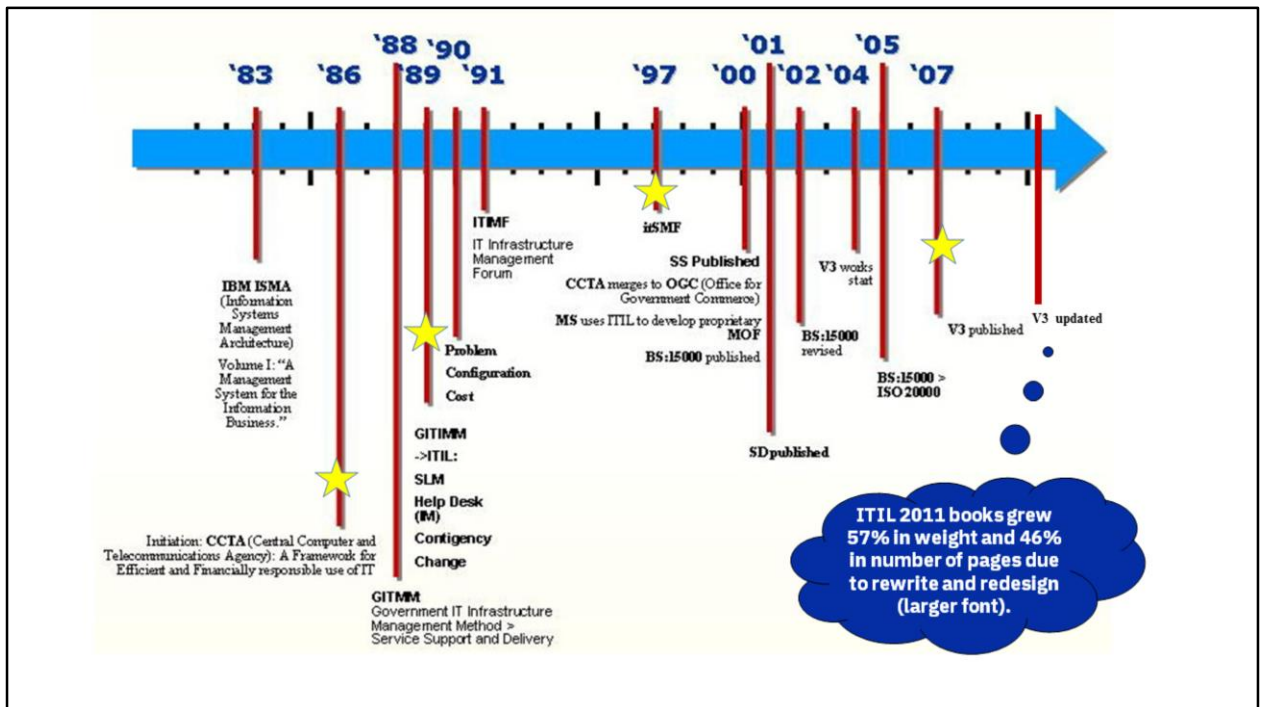 ‘83
‘86
‘88
‘89
‘90
‘91
‘97
‘00
‘01
‘02
‘04
‘05
‘07
IBM ISMA
(Information
Systems
Management
Architecture)
Volume I: “A
Management
System for the
Information
Business.”
Initiation: CCTA (Central Computer and
Telecommunications Agency): A Framework for
Efficient and Financially responsible use of IT
GITMM:
Government IT Infrastructure
Management Method >
Service Support and Delivery
GITIMM
->ITIL:
SLM
Help Desk
(IM)
Contigency
Change
Problem
Configuration
Cost
ITIMF
IT Infrastructure
Management
Forum
itSMF
SS Published
CCTA merges to OGC (Office for
Government Commerce)
MS uses ITIL to develop proprietary
MOF
BS:15000 published
SD published
BS:15000
revised
V3 works
start
BS:15000 >
ISO 20000
V3 published
V3 updated
ITIL 2011 books grew
57% in weight and 46%
in number of pages due
to rewrite and redesign
(larger font).